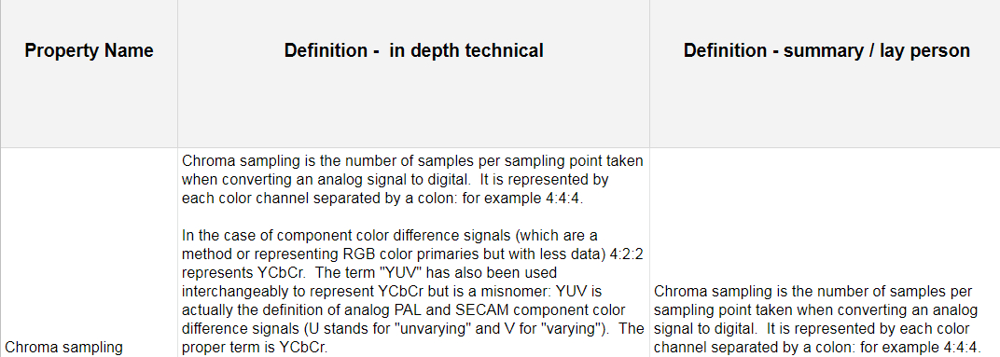 Property Name
Definition -  in depth technical
Definition - summary / lay person
Chroma sampling
Chroma sampling is the number of samples per sampling point taken
when converting an analog signal to digital.  It is represented by
each color channel separated by a colon: for example 4:4:4.
In the case of component color difference signals (which are a
method or representing RGB color primaries but with less data) 4:2:2
represents YCbCr.  The term "YUV" has also been used
interchangeably to represent YCbCr but is a misnomer: YUV is
actually the definition of analog PAL and SECAM component color
difference signals (U stands for "unvarying" and V for "varying").  The
proper term is YCbCr.
Chroma sampling is the number of samples per
sampling point taken when converting an analog
signal to digital.  It is represented by each color
channel separated by a colon: for example 4:4:4.